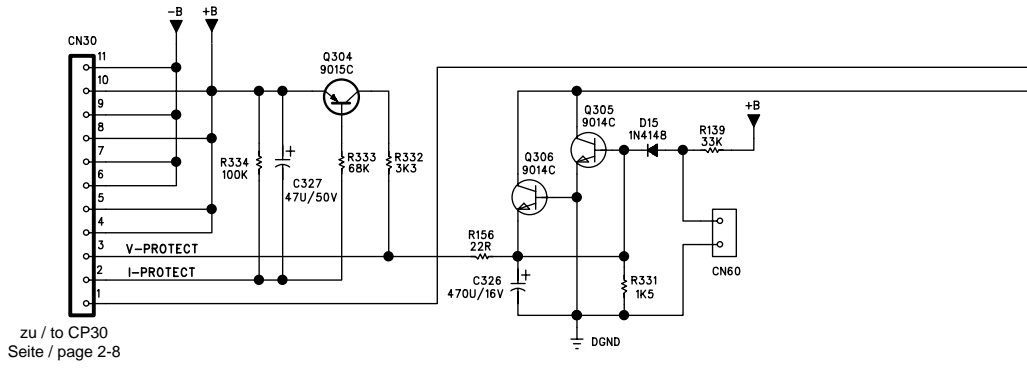 -B
+B
CN30
11
10
9
8
7
6
5
4
3
2
1
V-PROTECT
I-PROTECT
R334
100K
+
C327
47U/50V
Q304
9015C
R333
68K
R332
3K3
R156
22R
Q306
9014C
Q305
9014C
D15
1N4148
R139
33K
+B
CN60
+
C326
470U/16V
R331
1K5
DGND
zu / to CP30
Seite / page 2-8